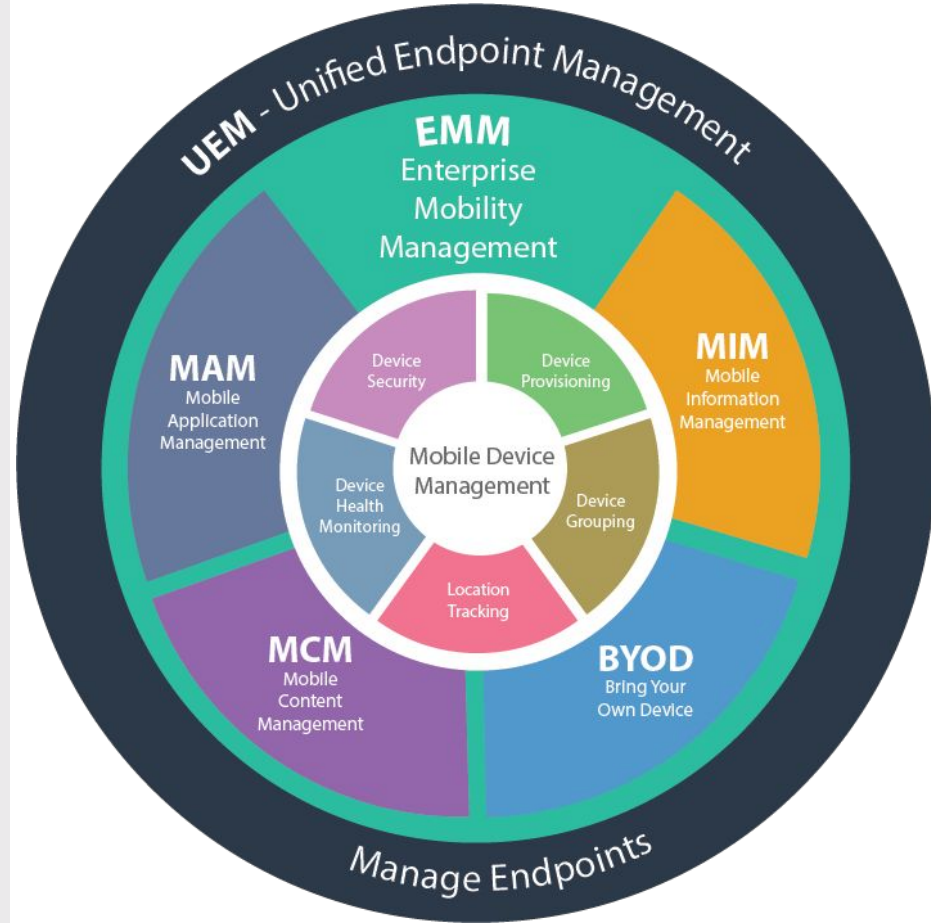 UEM - Unified Endpoint Management
EMM
Enterprise
Mobility
Management
MAM
Mobile
Application
Management
MIM
Mobile
Information
Management
Device
Security
Device
Provisioning
Mobile Device
Management
Device
Health
Monitoring
Device
Grouping
Location
Tracking
MCM
Mobile
Content
Management
BYOD
Bring Your
Own Device
Manage Endpoints